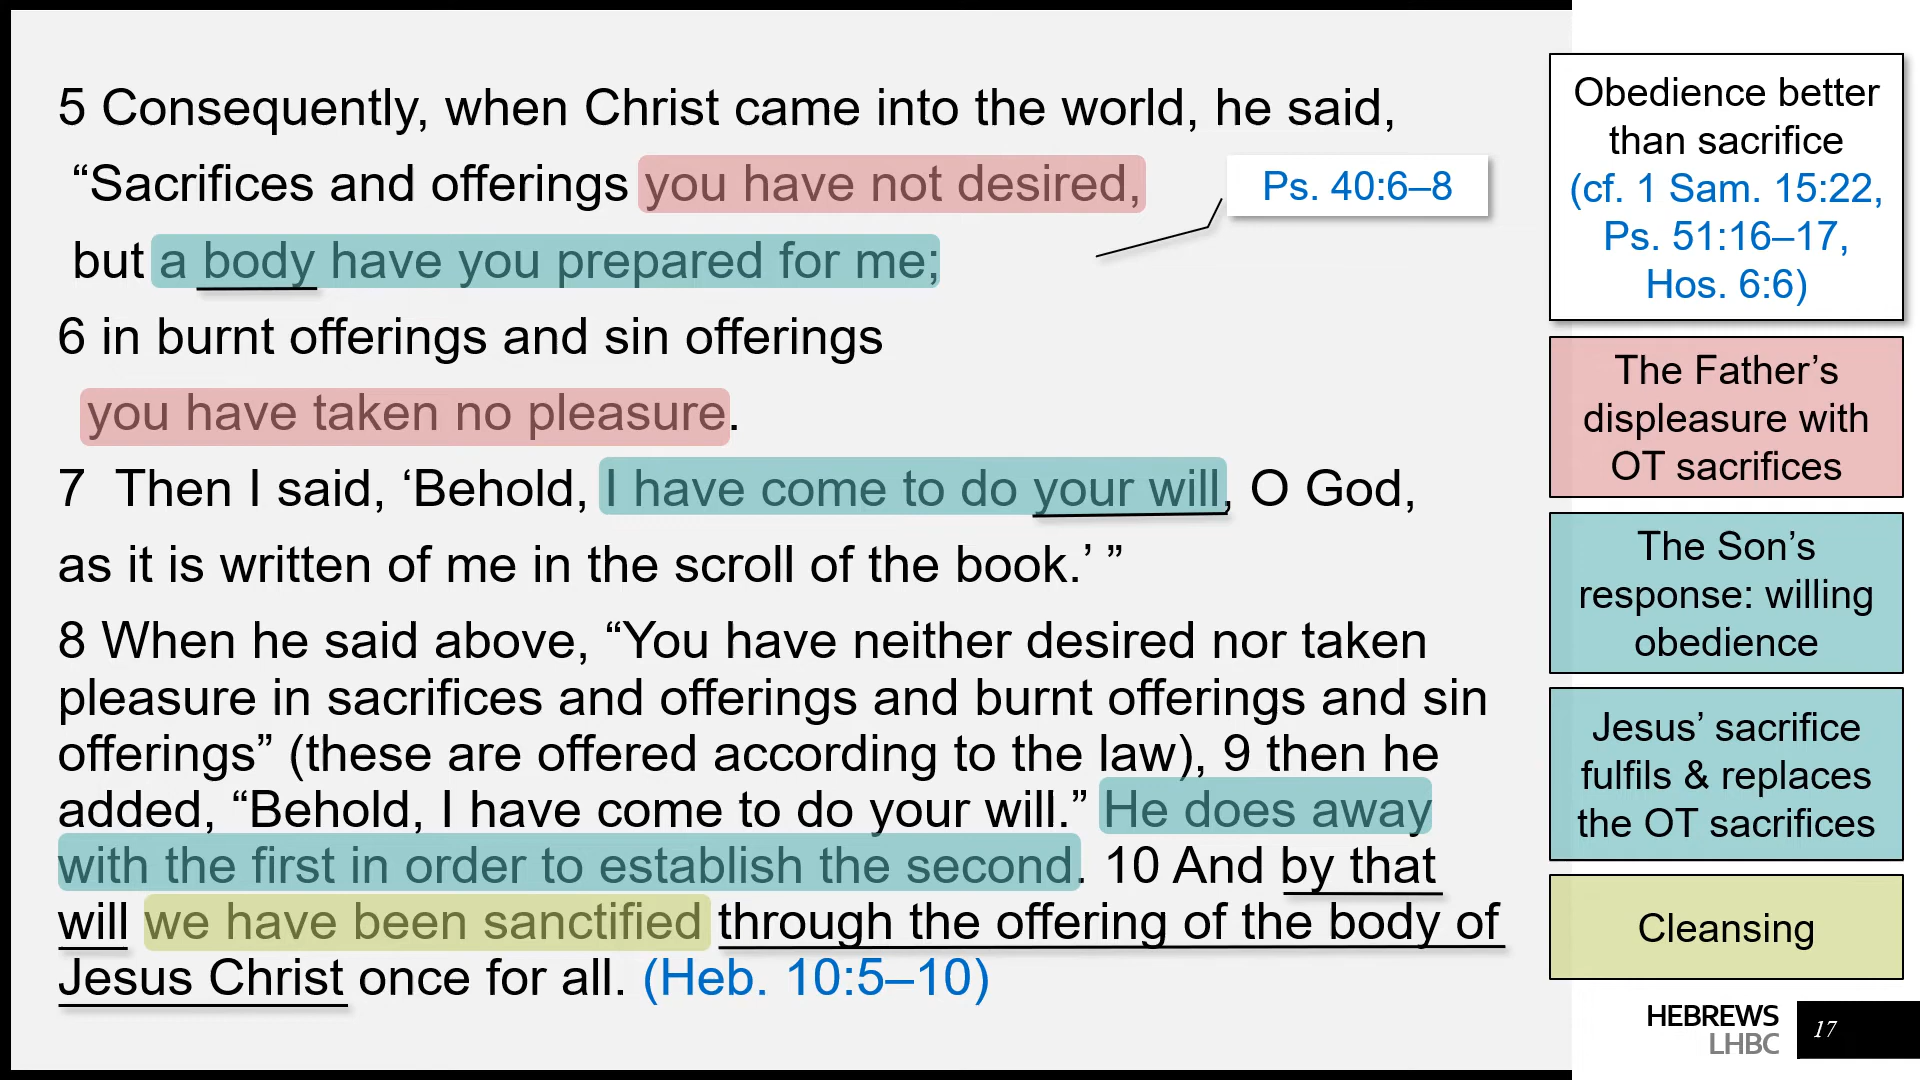 5 Consequently, when Christ came into the world, he said,
“Sacrifices and offerings you have not desired,
but a body have you prepared for me;
6 in burnt offerings and sin offerings
you have taken no pleasure.
7 Then I said, ‘Behold, I have come to do your will, O God,
as it is written of me in the scroll of the book.’ ”
8 When he said above, “You have neither desired nor taken
pleasure in sacrifices and offerings and burnt offerings and sin
offerings” (these are offered according to the law), 9 then he
added, “Behold, I have come to do your will.” He does away
with the first in order to establish the second. 10 And by that
will we have been sanctified through the offering of the body of
Jesus Christ once for all. (Heb. 10:5–10)
Ps. 40:6–8
Obedience better
than sacrifice
(cf. 1 Sam. 15:22,
Ps. 51:16–17,
Hos. 6:6)
The Father’s
displeasure with
OT sacrifices
The Son’s
response: willing
obedience
Jesus’ sacrifice
fulfils & replaces
the OT sacrifices
Cleansing
HEBREWS
LHBC
17